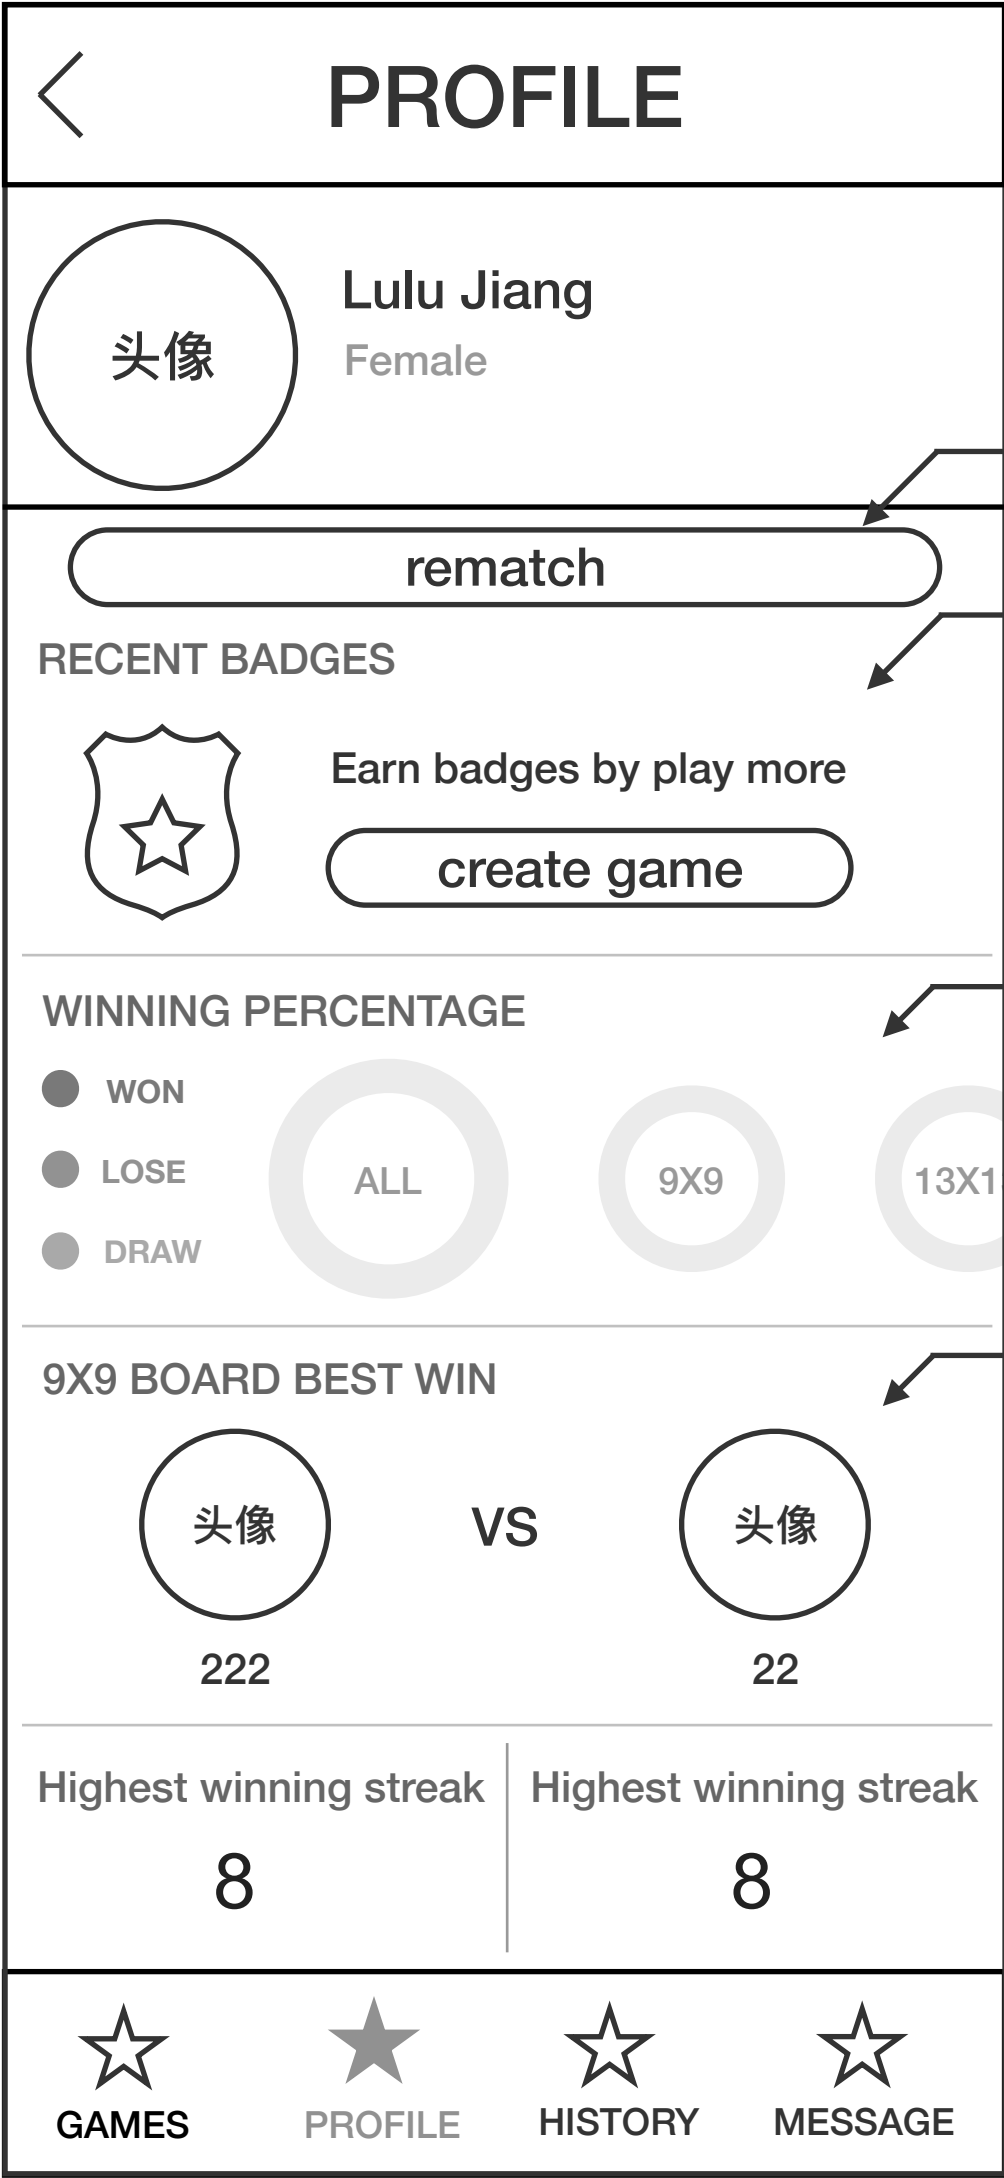 PROFILE
头像
Lulu Jiang
Female
rematch
RECENT BADGES
Earn badges by play more
create game
WINNING PERCENTAGE
WON
LOSE
DRAW
ALL
9X9
13X1
9X9 BOARD BEST WIN
头像
VS
头像
222
22
Highest winning streak
8
Highest winning streak
8
GAMES
PROFILE
HISTORY
MESSAGE